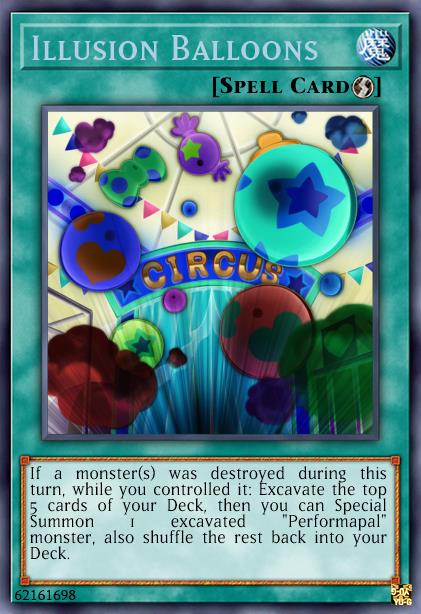 Illusion Balloons
魔
[Spell Card]
CIRCUS
If a monster(s) was destroyed during this
turn, while you controlled it: Excavate the top
5 cards of your Deck, then you can Special
Summon 1 excavated "Performapal"
monster, also shuffle the rest back into your
Deck.
62161698